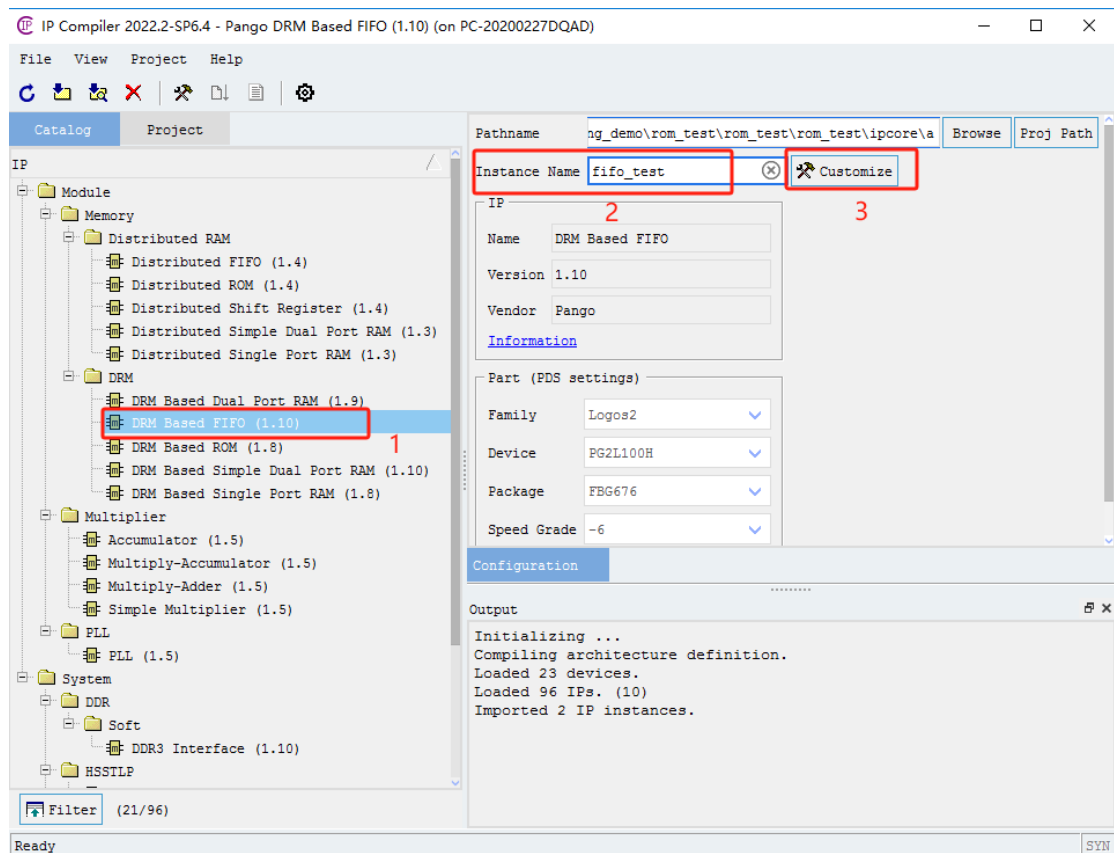 IP Compiler 2022.2-SP6.4 - Pango DRM Based FIFO (1.10) (on PC-20200227DQAD)
File View Project Help
Catalog Project
IP
Module
Memory
Distributed RAM
Distributed FIFO (1.4)
Distributed ROM (1.4)
Distributed Shift Register (1.4)
Distributed Simple Dual Port RAM (1.3)
Distributed Single Port RAM (1.3)
DRM
DRM Based Dual Port RAM (1.9)
DRM Based FIFO (1.10)
1
DRM Based ROM (1.8)
DRM Based Simple Dual Port RAM (1.10)
DRM Based Single Port RAM (1.8)
Multiplier
Accumulator (1.5)
Multiply-Accumulator (1.5)
Multiply-Adder (1.5)
Simple Multiplier (1.5)
PLL
PLL (1.5)
System
DDR
Soft
DDR3 Interface (1.10)
HSSTLP
Filter (21/96)
Pathname ng_demo\rom_test\rom_test\rom_test\ipcore\a Browse Proj Path
Instance Name fifo_test Customize
2 3
IP
Name DRM Based FIFO
Version 1.10
Vendor Pango
Information
Part (PDS settings)
Family Logos2
Device PG2L100H
Package FBG676
Speed Grade -6
Configuration
Output
Initializing ...
Compiling architecture definition.
Loaded 23 devices.
Loaded 96 IPs. (10)
Imported 2 IP instances.
Ready SYN